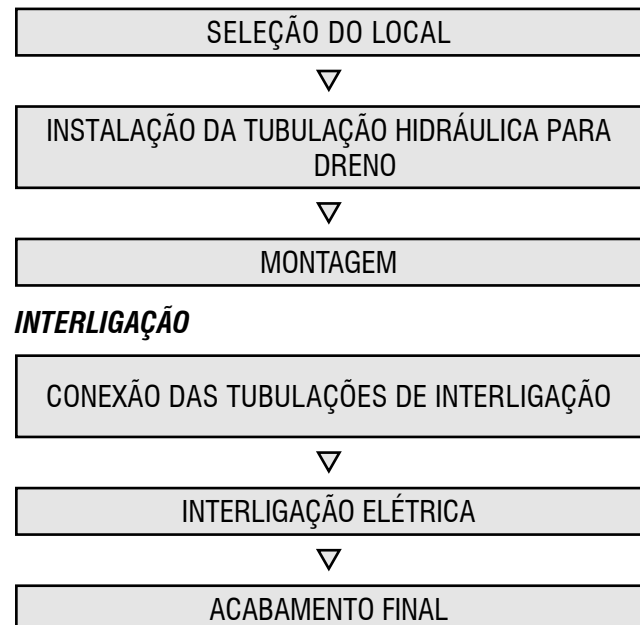 SELEÇÃO DO LOCAL
INSTALAÇÃO DA TUBULAÇÃO HIDRÁULICA PARA
DRENO
MONTAGEM
INTERLIGAÇÃO
CONEXÃO DAS TUBULAÇÕES DE INTERLIGAÇÃO
INTERLIGAÇÃO ELÉTRICA
ACABAMENTO FINAL